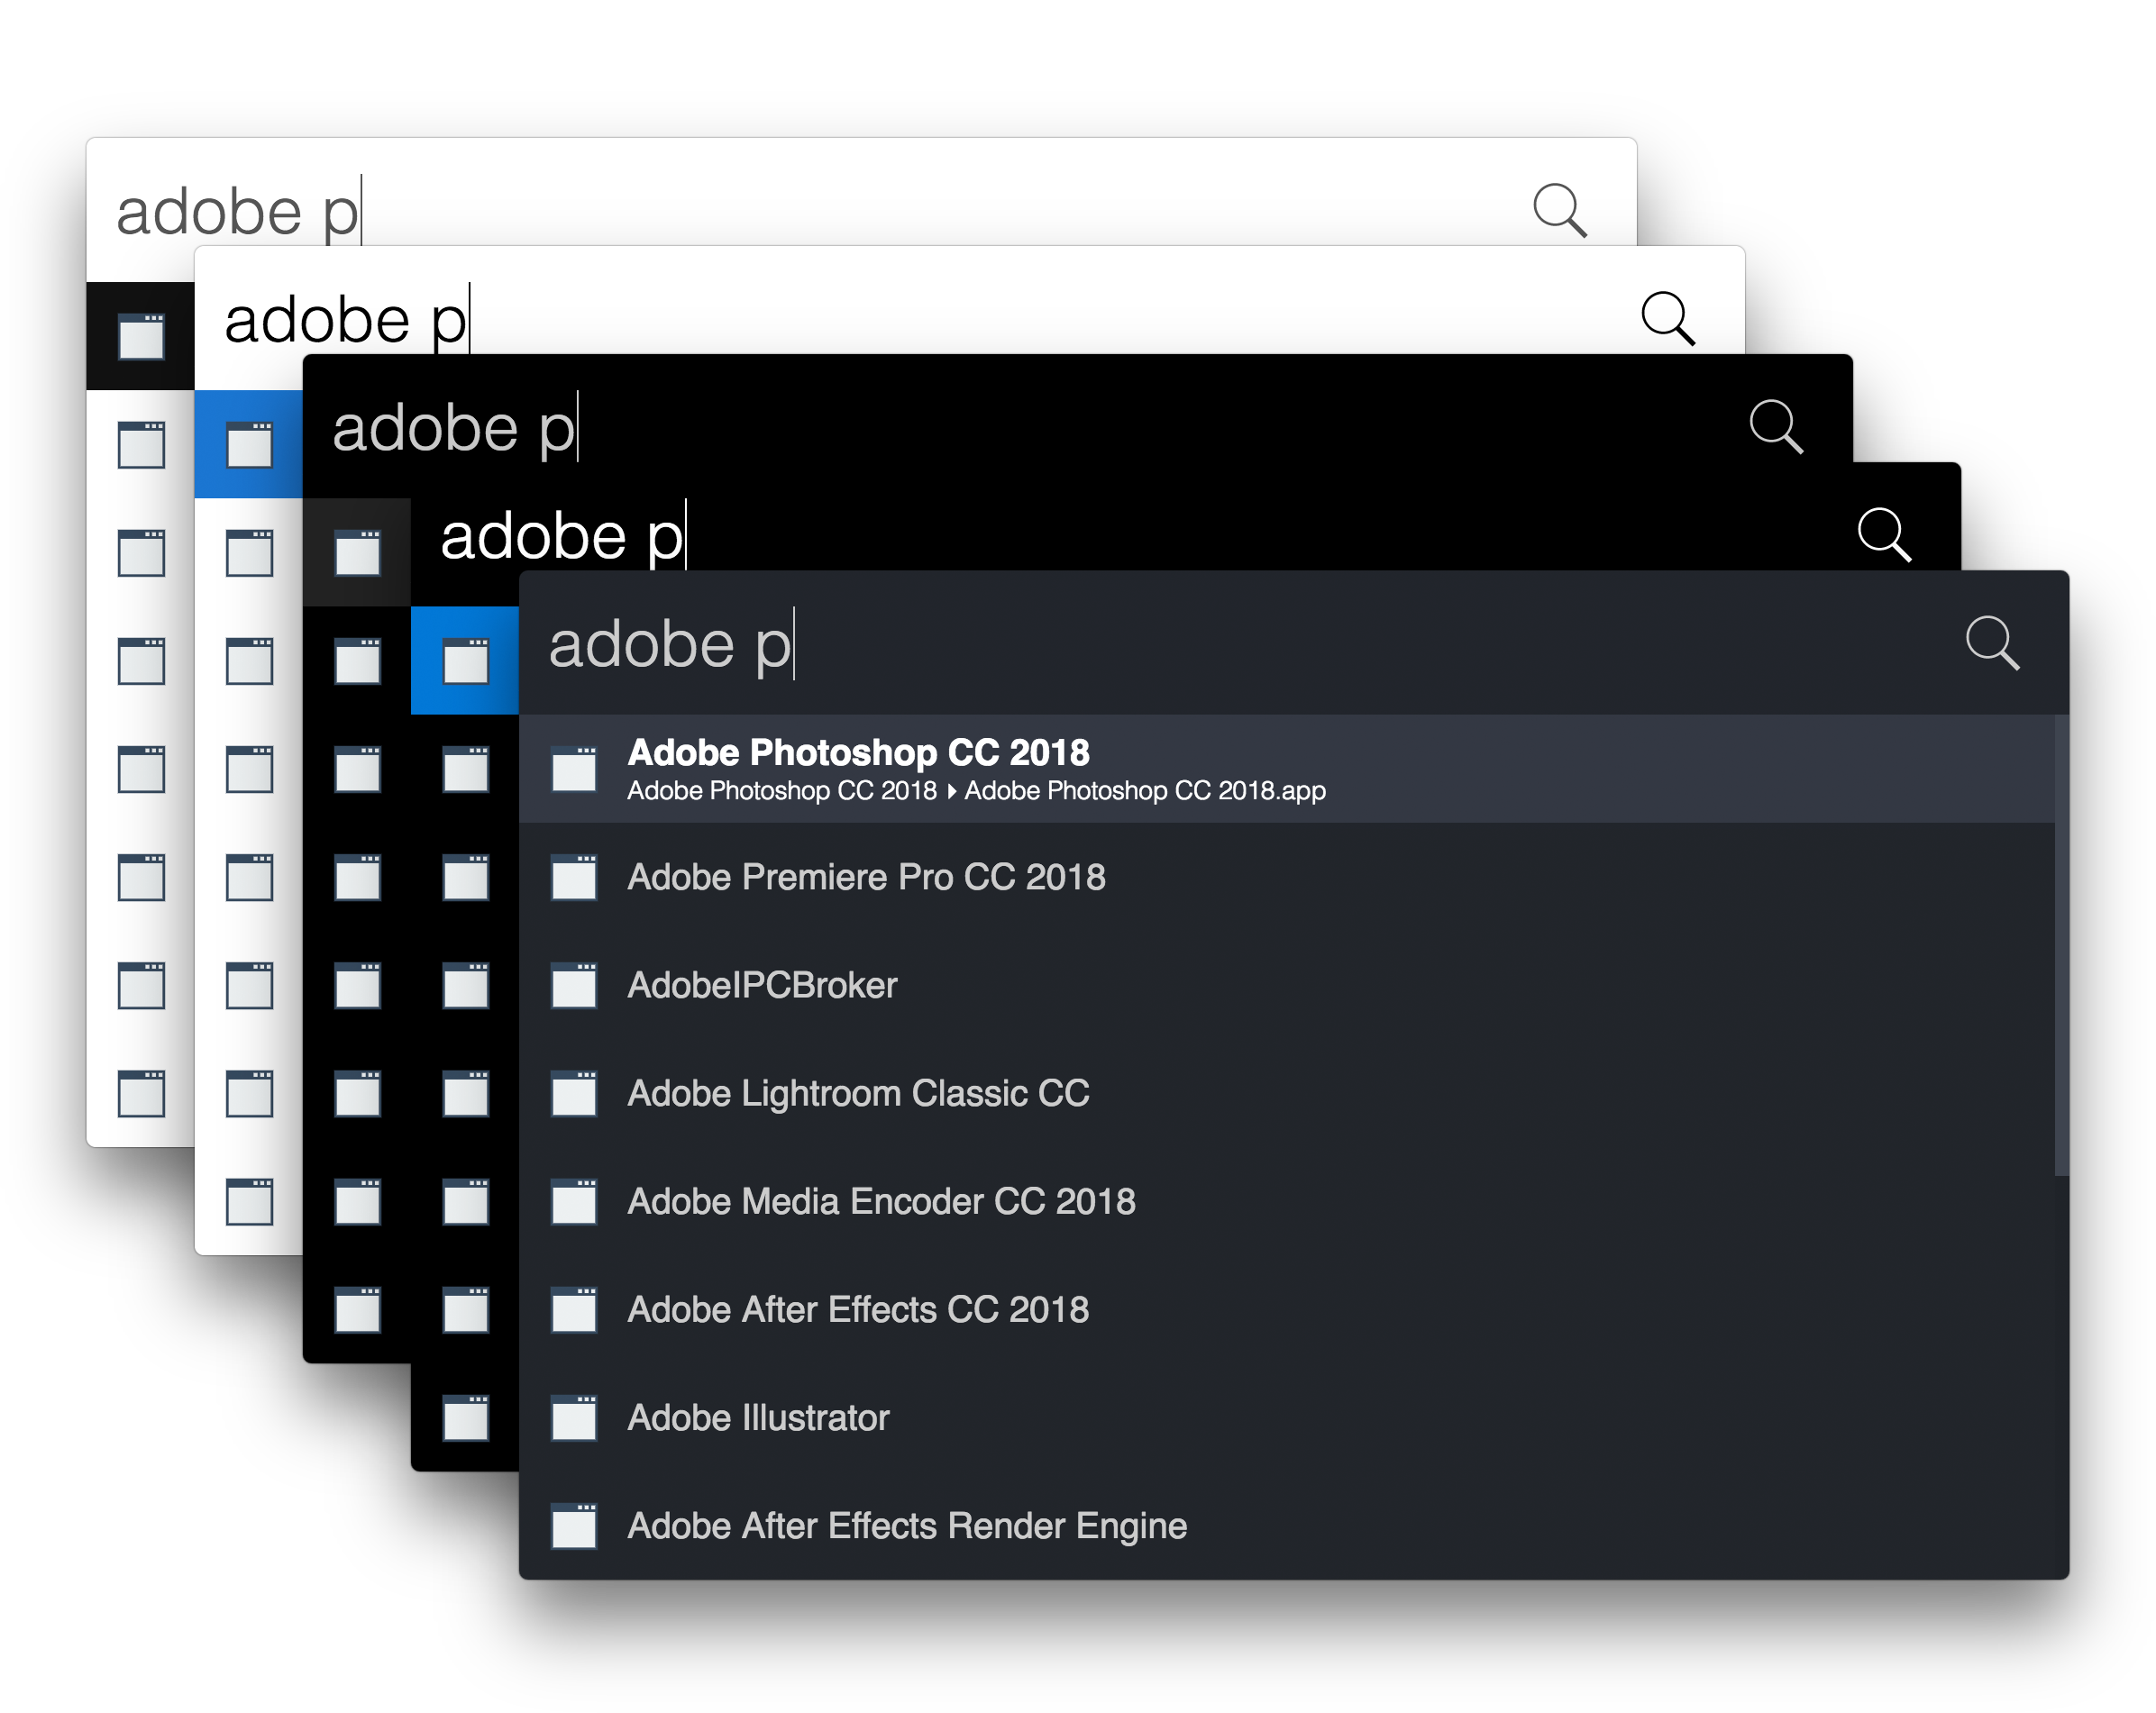 adobe p
adobe p
adobe p
adobe p
adobe p
Adobe Photoshop CC 2018
Adobe Photoshop CC 2018 ▸ Adobe Photoshop CC 2018.app
Adobe Premiere Pro CC 2018
AdobeIPCBroker
Adobe Lightroom Classic CC
Adobe Media Encoder CC 2018
Adobe After Effects CC 2018
Adobe Illustrator
Adobe After Effects Render Engine